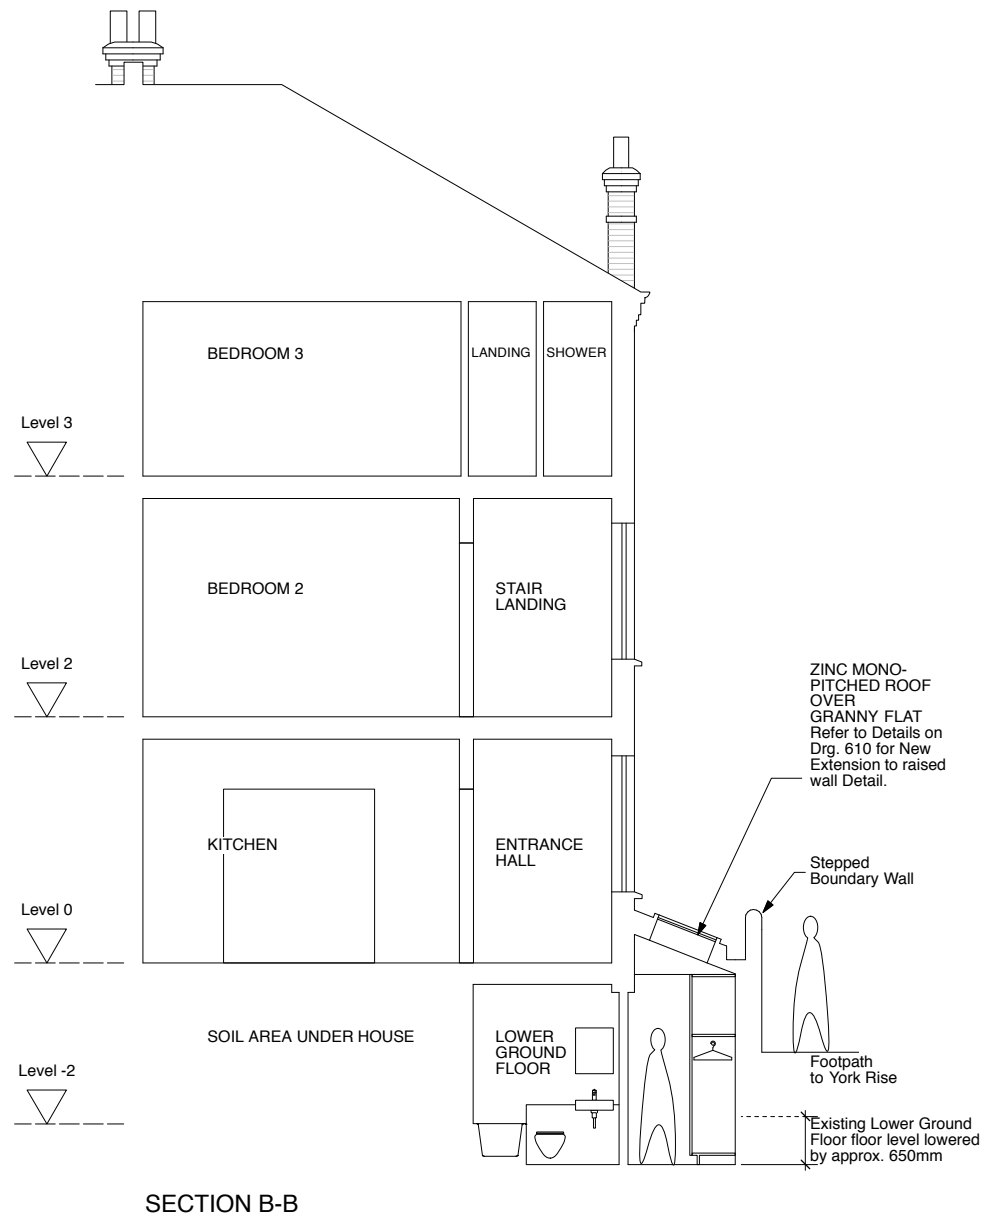 BEDROOM 3
LANDING
SHOWER
Level 3
BEDROOM 2
STAIR
LANDING
Level 2
ZINC MONO-
PITCHED ROOF
OVER
GRANNY FLAT
Refer to Details on
Drg. 610 for New
Extension to raised
wall Detail.
KITCHEN
ENTRANCE
HALL
Stepped
Boundary Wall
Level 0
SOIL AREA UNDER HOUSE
LOWER
GROUND
FLOOR
Footpath
to York Rise
Level -2
Existing Lower Ground
Floor floor level lowered
by approx. 650mm
SECTION B-B